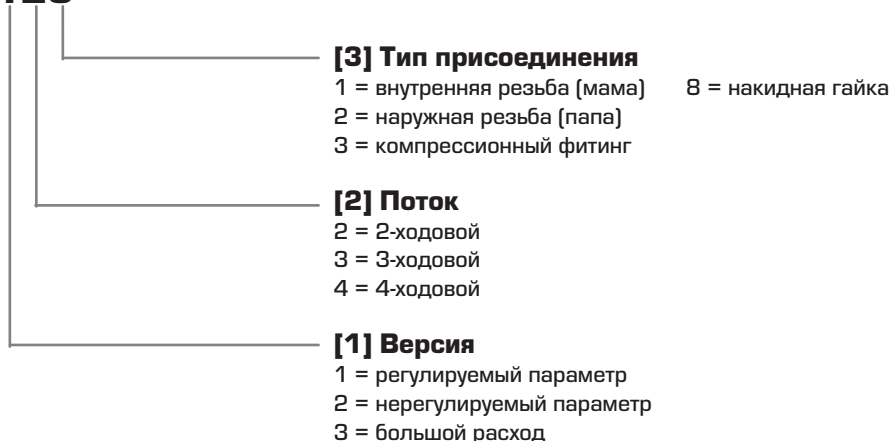 [3] Тип присоединения
1 = внутренняя резьба (мама) 8 = накидная гайка
2 = наружная резьба (папа)
3 = компрессионный фитинг
[2] Поток
2 = 2-ходовой
3 = 3-ходовой
4 = 4-ходовой
[1] Версия
1 = регулируемый параметр
2 = нерегулируемый параметр
3 = большой расход